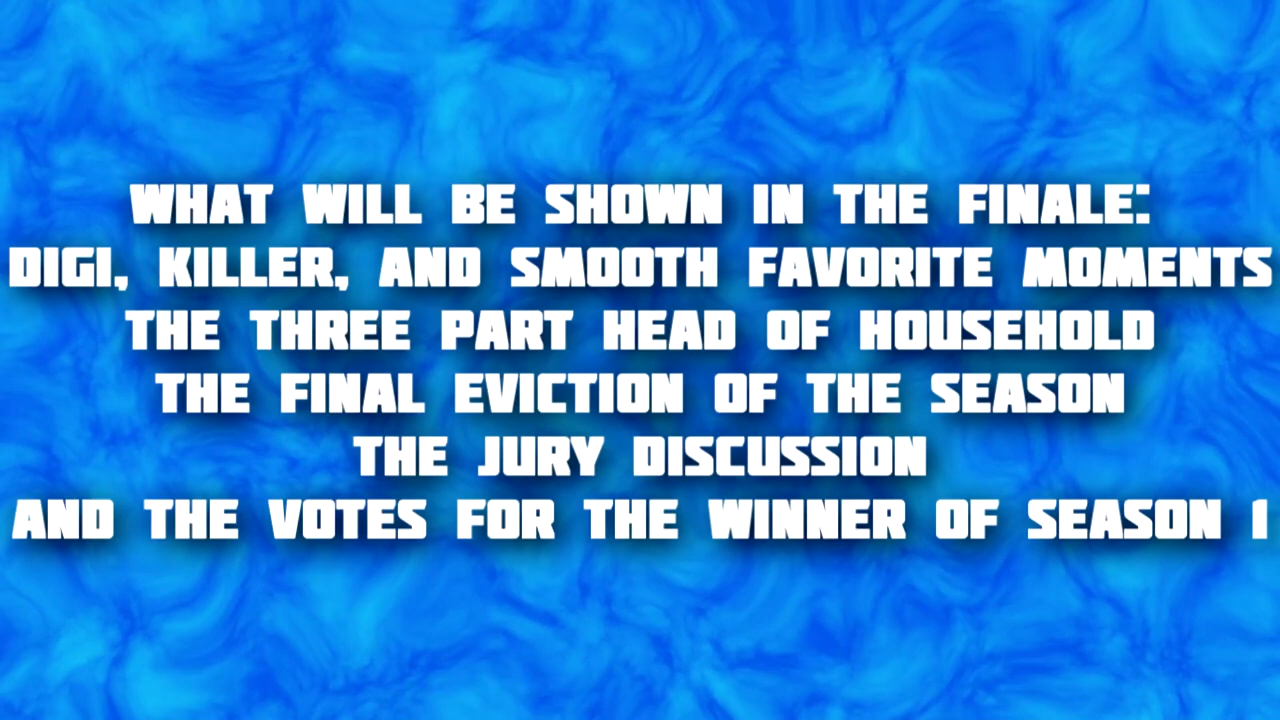 WHAT WILL BE SHOWN IN THE FINALE:
DIGI, KILLER, AND SMOOTH FAVORITE MOMENTS
THE THREE PART HEAD OF HOUSEHOLD
THE FINAL EVICTION OF THE SEASON
THE JURY DISCUSSION
AND THE VOTES FOR THE WINNER OF SEASON 1